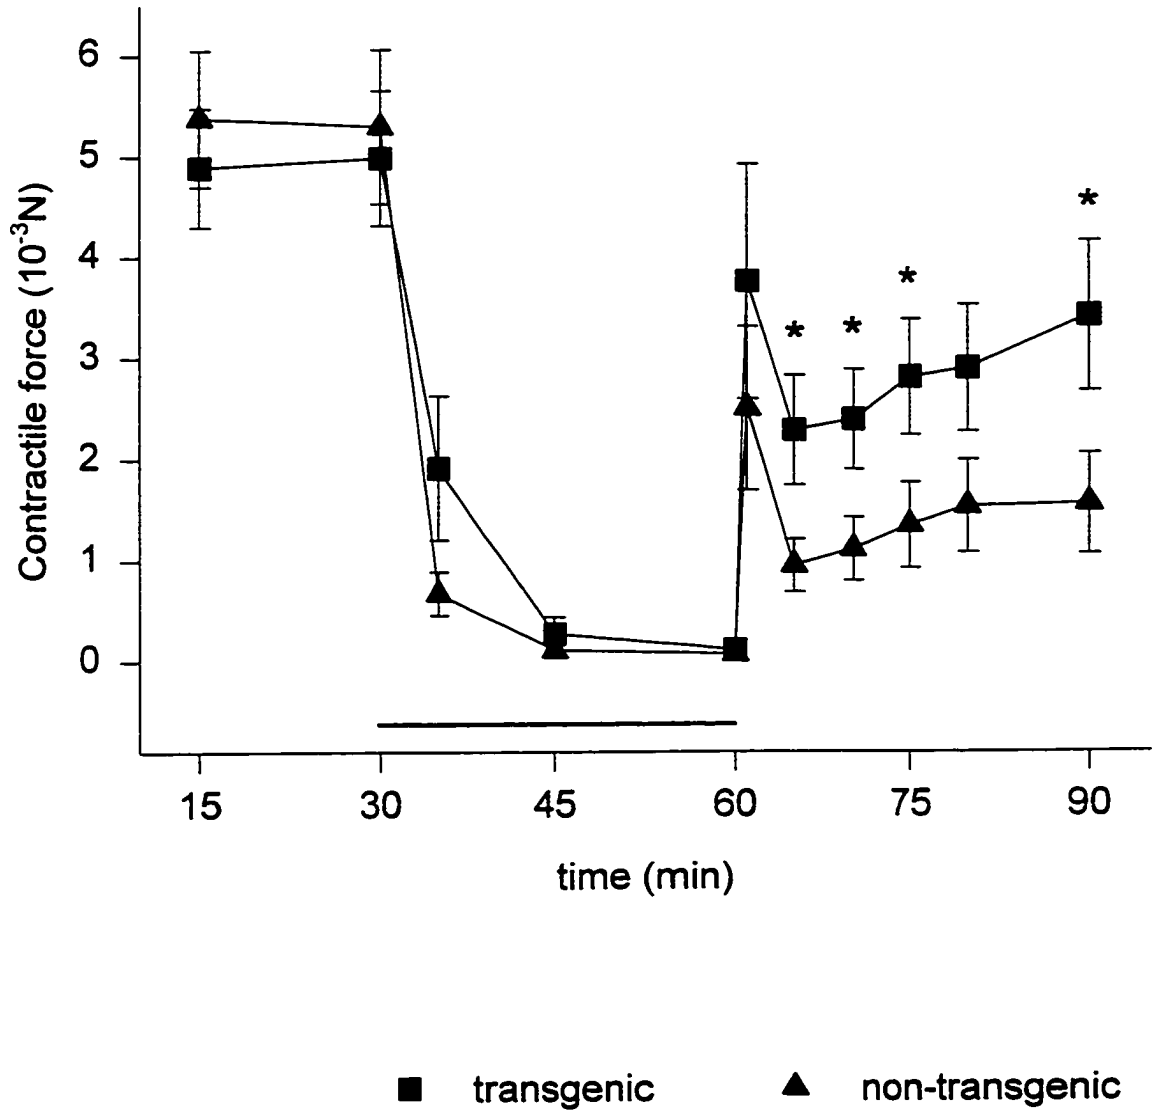 Contractile force (10⁻³N)
6
5
4
3
2
1
0
*
*
*
*
15 30 45 60 75 90
time (min)
transgenic non-transgenic